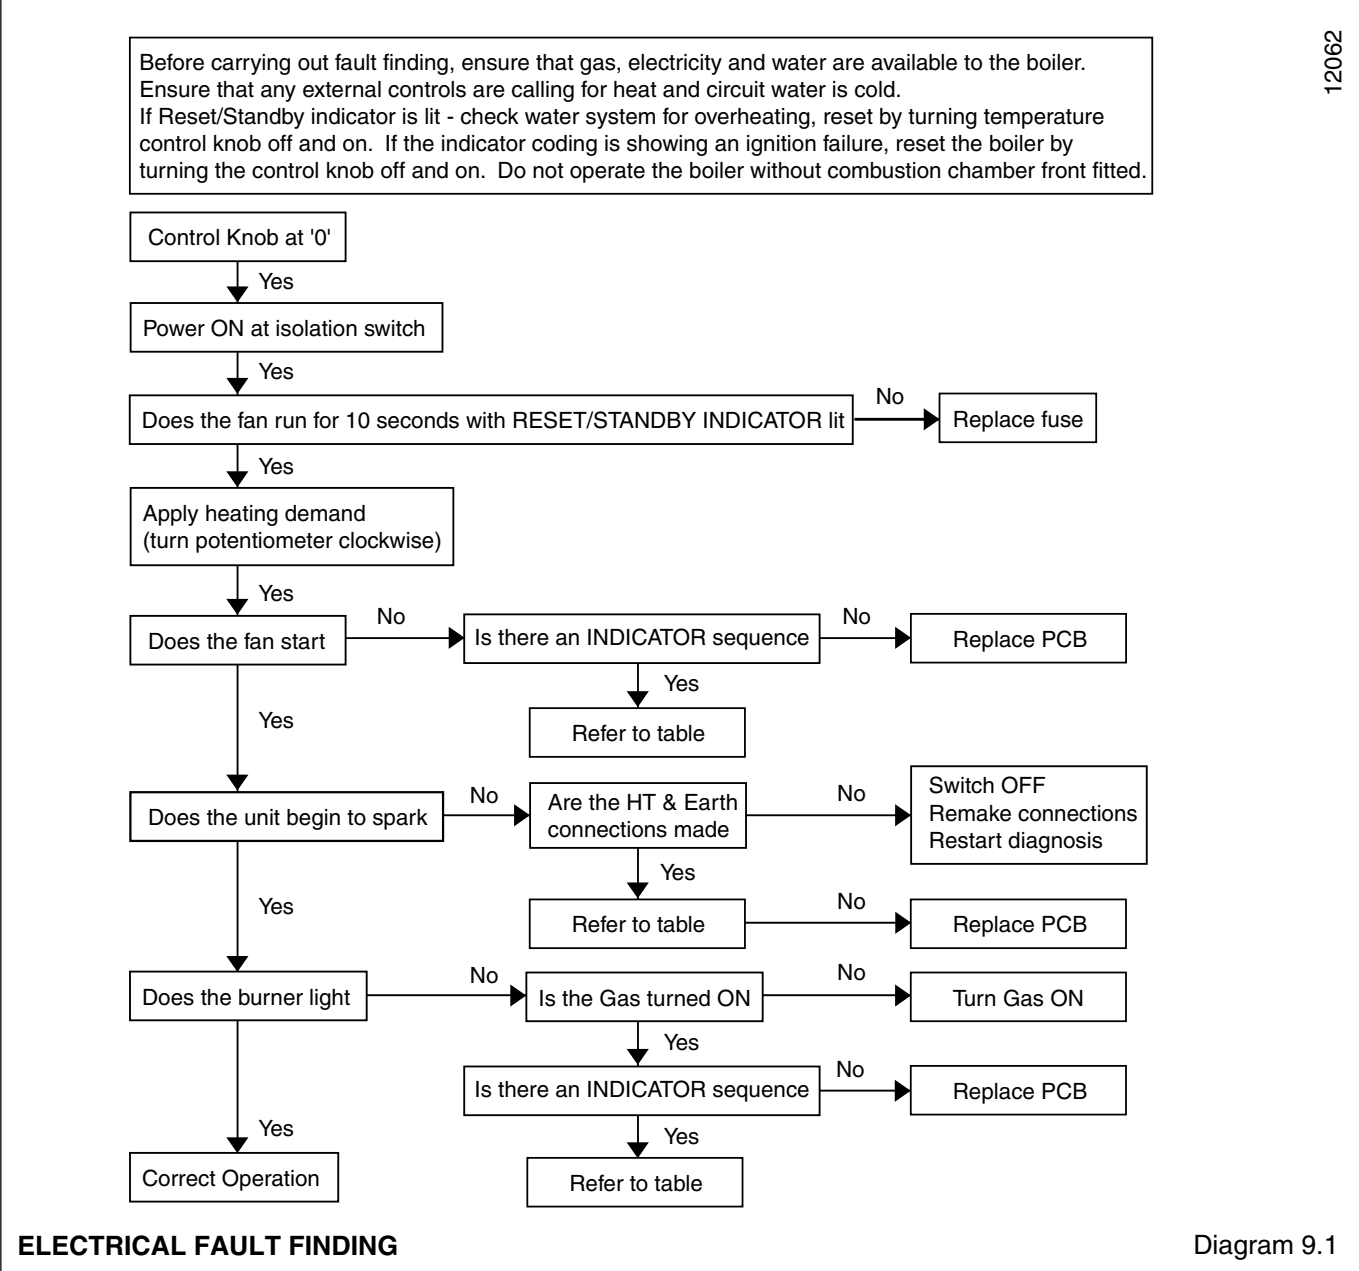 12062
Before carrying out fault finding, ensure that gas, electricity and water are available to the boiler.
Ensure that any external controls are calling for heat and circuit water is cold.
If Reset/Standby indicator is lit - check water system for overheating, reset by turning temperature
control knob off and on.  If the indicator coding is showing an ignition failure, reset the boiler by
turning the control knob off and on.  Do not operate the boiler without combustion chamber front fitted.
Control Knob at '0'
Yes
Power ON at isolation switch
Yes
Does the fan run for 10 seconds with RESET/STANDBY INDICATOR lit
No
Replace fuse
Yes
Apply heating demand
(turn potentiometer clockwise)
Yes
Does the fan start
No
Is there an INDICATOR sequence
No
Replace PCB
Yes
Refer to table
Yes
Does the unit begin to spark
No
Are the HT & Earth
connections made
No
Switch OFF
Remake connections
Restart diagnosis
Yes
Refer to table
No
Replace PCB
Yes
Does the burner light
No
Is the Gas turned ON
No
Turn Gas ON
Yes
Is there an INDICATOR sequence
No
Replace PCB
Yes
Refer to table
Yes
Correct Operation
ELECTRICAL FAULT FINDING
Diagram 9.1